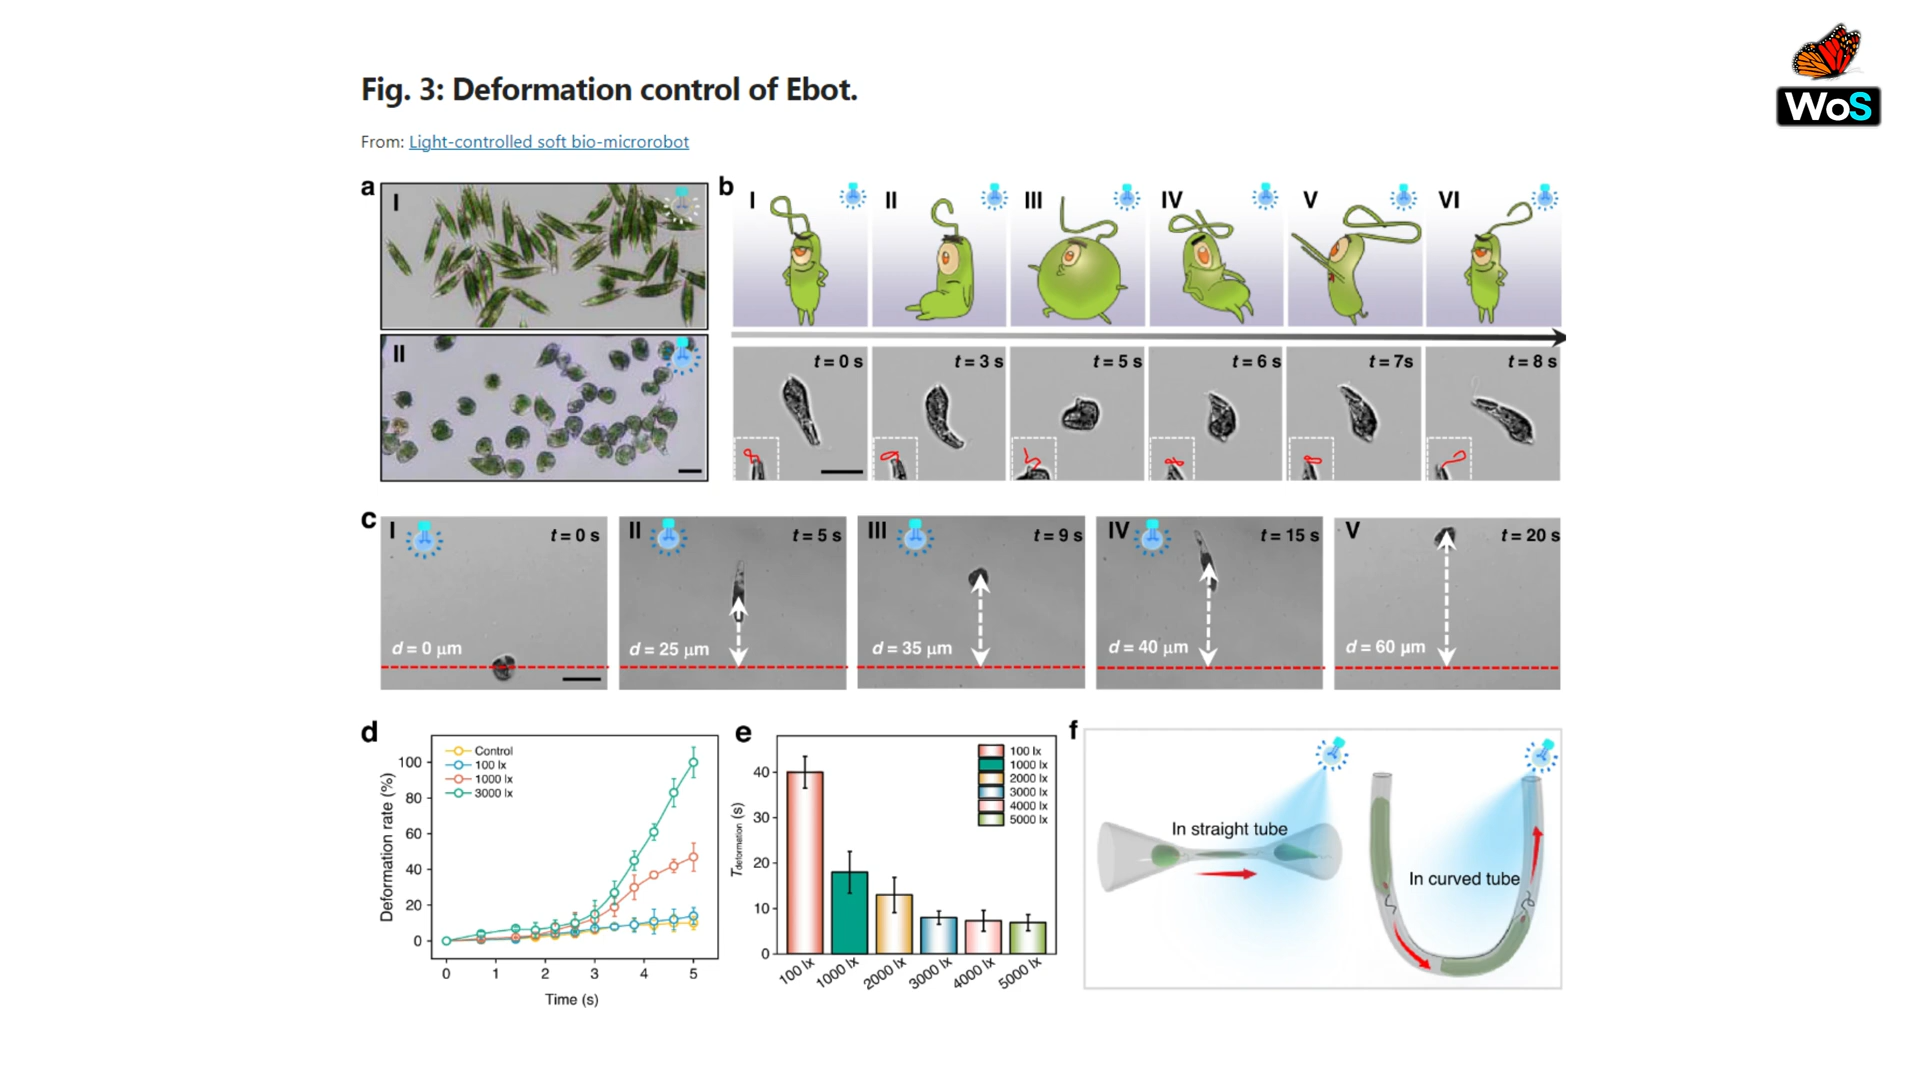 WoS
Fig. 3: Deformation control of Ebot.
From: Light-controlled soft bio-microrobot
a
I
II
b
I
II
III
IV
V
VI
t = 0 s
t = 3 s
t = 5 s
t = 6 s
t = 7s
t = 8 s
c
I
t = 0 s
d = 0 μm
II
t = 5 s
d = 25 μm
III
t = 9 s
d = 35 μm
IV
t = 15 s
d = 40 μm
V
t = 20 s
d = 60 μm
d
Control
100 lx
1000 lx
3000 lx
Deformation rate (%)
100
80
60
40
20
0
0 1 2 3 4 5
Time (s)
e
100 lx
1000 lx
2000 lx
3000 lx
4000 lx
5000 lx
Tdeformation (s)
40
30
20
10
0
100 lx
1000 lx
2000 lx
3000 lx
4000 lx
5000 lx
f
In straight tube
In curved tube